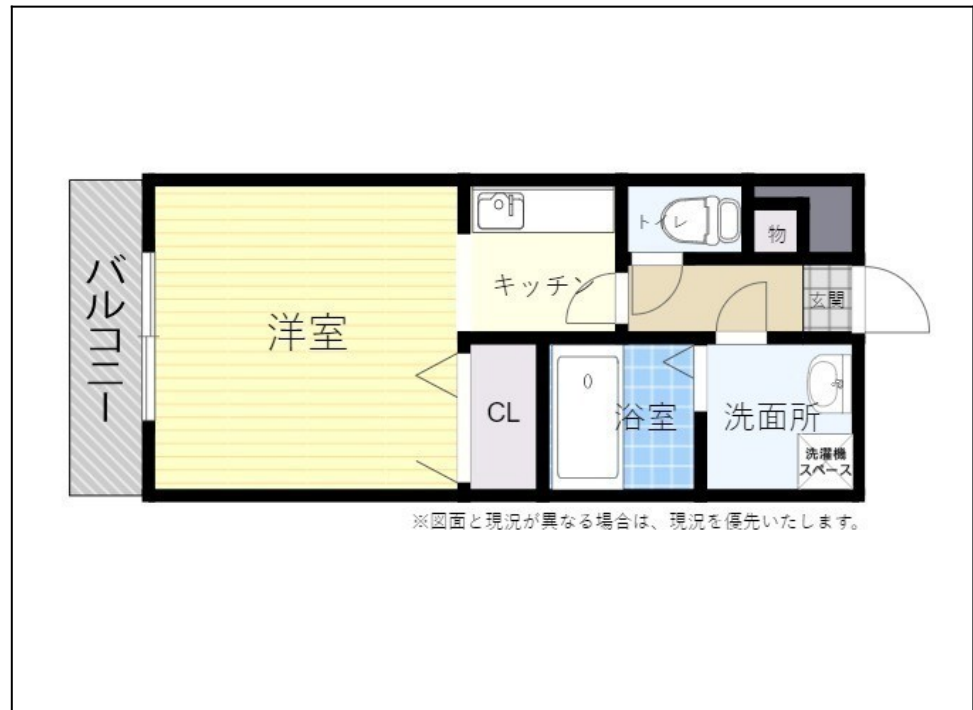 バルコニー
洋室
キッチン
トイレ
物
玄関
CL
浴室
洗面所
洗濯機
スペース
※図面と現況が異なる場合は、現況を優先いたします。